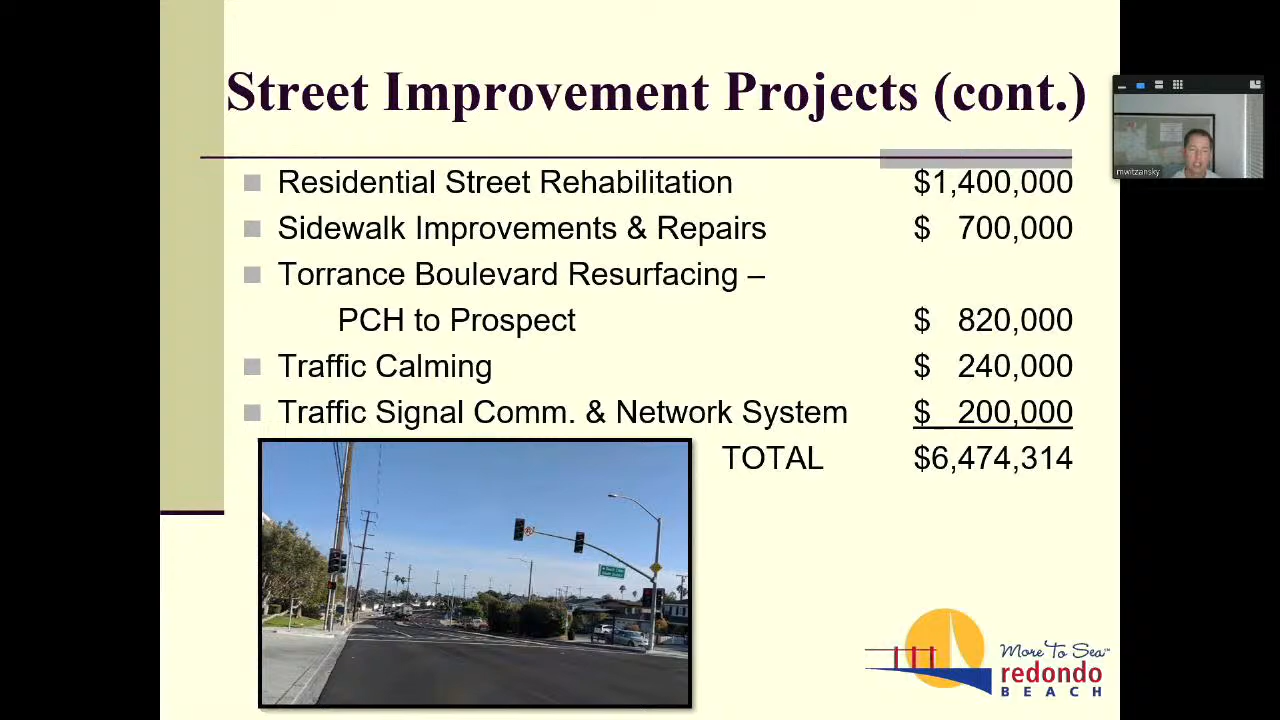 Street Improvement Projects (cont.)
Residential Street Rehabilitation $1,400,000
Sidewalk Improvements & Repairs $ 700,000
Torrance Boulevard Resurfacing –
PCH to Prospect $ 820,000
Traffic Calming $ 240,000
Traffic Signal Comm. & Network System $ 200,000
TOTAL $6,474,314
mwitzansky
More To Sea™
redondo
BEACH